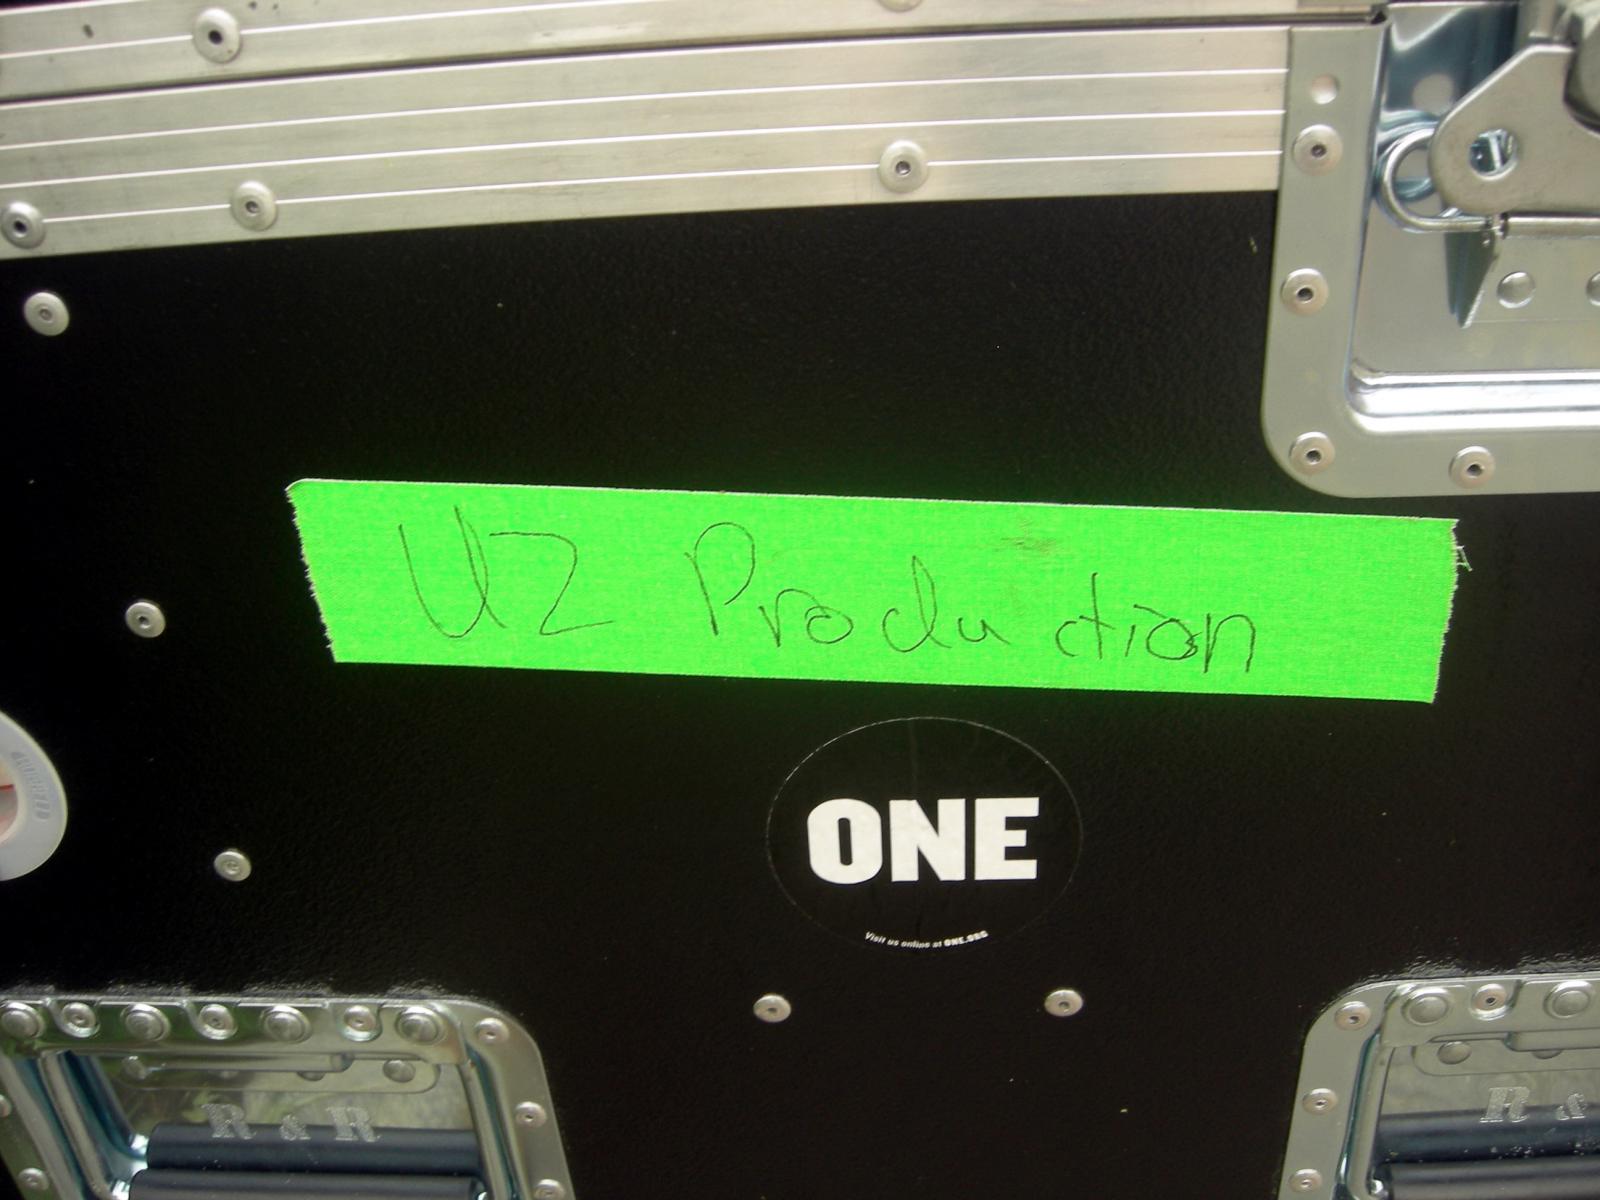 U2 Production
ONE
Visit us online at ONE.ORG
R & R
R &